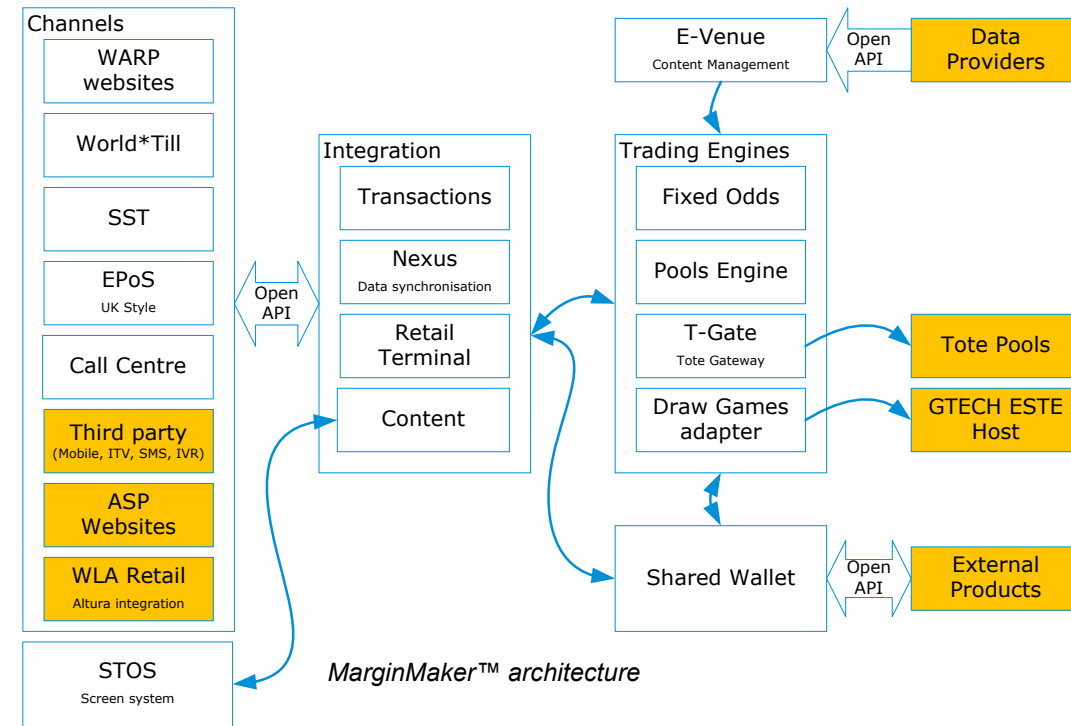 Channels
WARP
websites
World*Till
SST
EPoS
UK Style
Call Centre
Third party
(Mobile, ITV, SMS, IVR)
ASP
Websites
WLA Retail
Altura integration
STOS
Screen system
Open
API
Integration
Transactions
Nexus
Data synchronisation
Retail
Terminal
Content
E-Venue
Content Management
Open
API
Data
Providers
Trading Engines
Fixed Odds
Pools Engine
T-Gate
Tote Gateway
Draw Games
adapter
Tote Pools
GTECH ESTE
Host
Shared Wallet
Open
API
External
Products
MarginMaker™ architecture